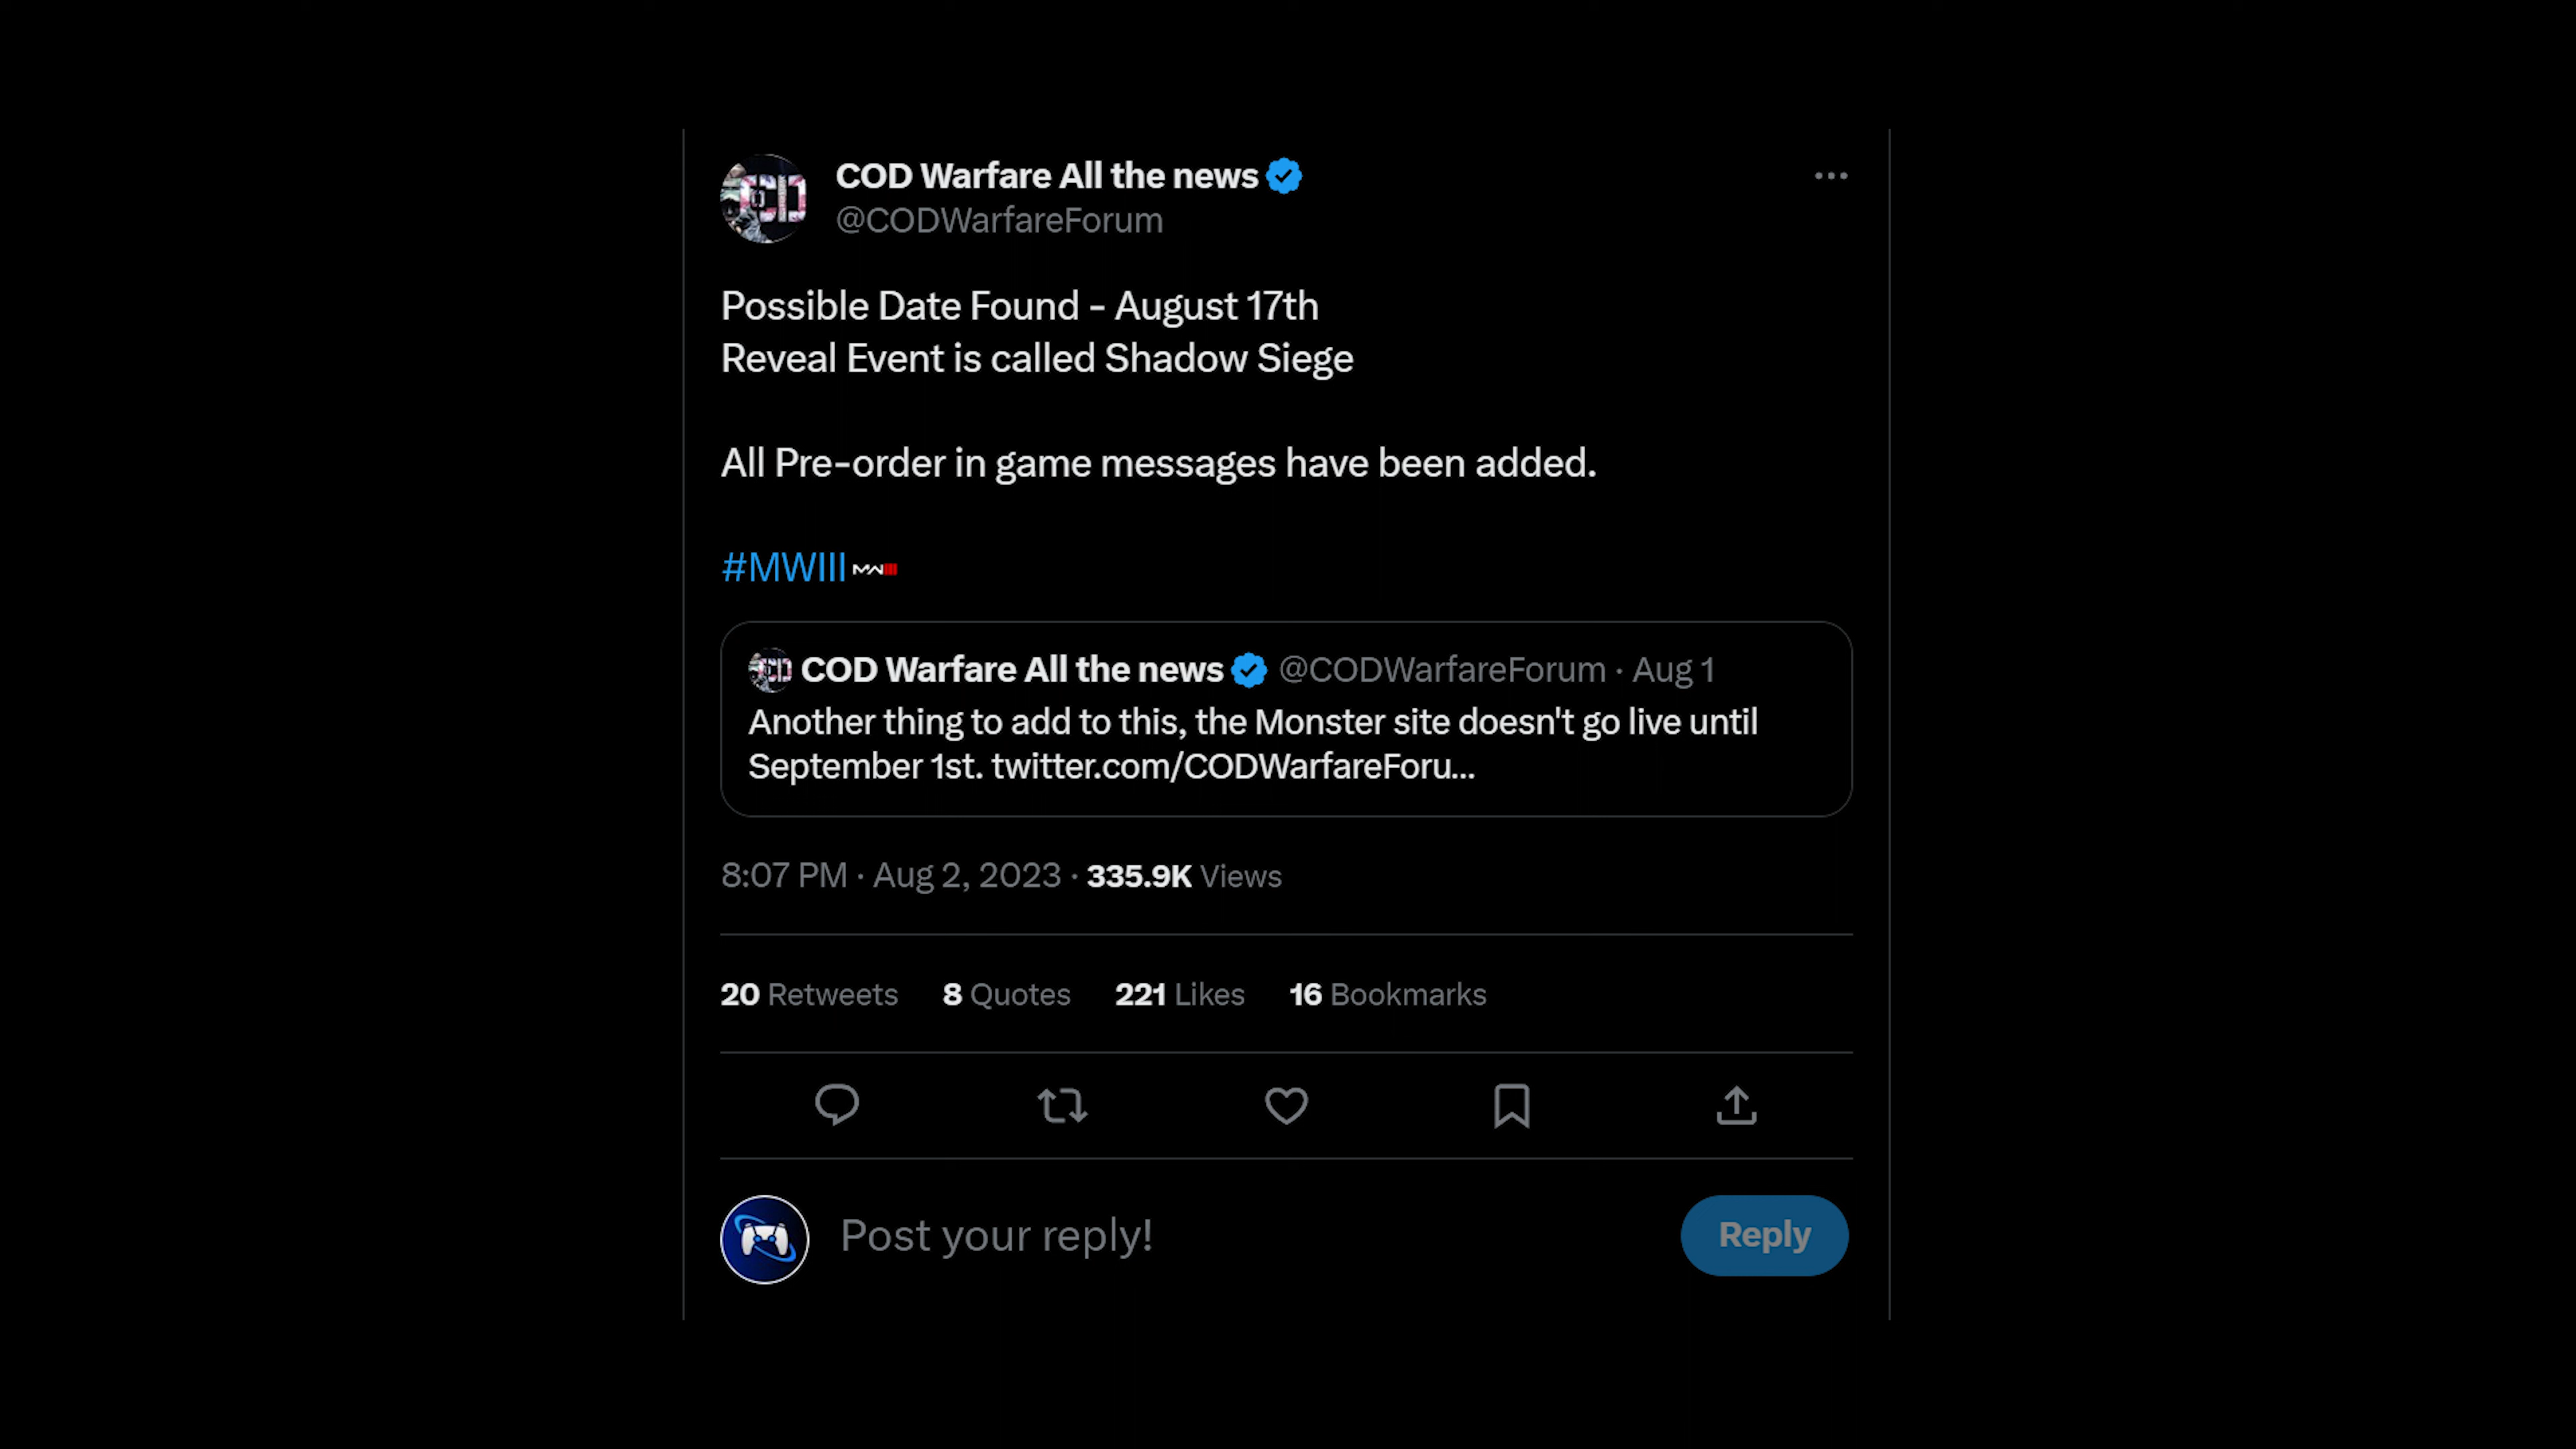 COD Warfare All the news
@CODWarfareForum
Possible Date Found - August 17th
Reveal Event is called Shadow Siege
All Pre-order in game messages have been added.
#MWIII MWIII
COD Warfare All the news @CODWarfareForum · Aug 1
Another thing to add to this, the Monster site doesn't go live until
September 1st. twitter.com/CODWarfareForu...
8:07 PM · Aug 2, 2023 · 335.9K Views
20 Retweets 8 Quotes 221 Likes 16 Bookmarks
Post your reply!
Reply